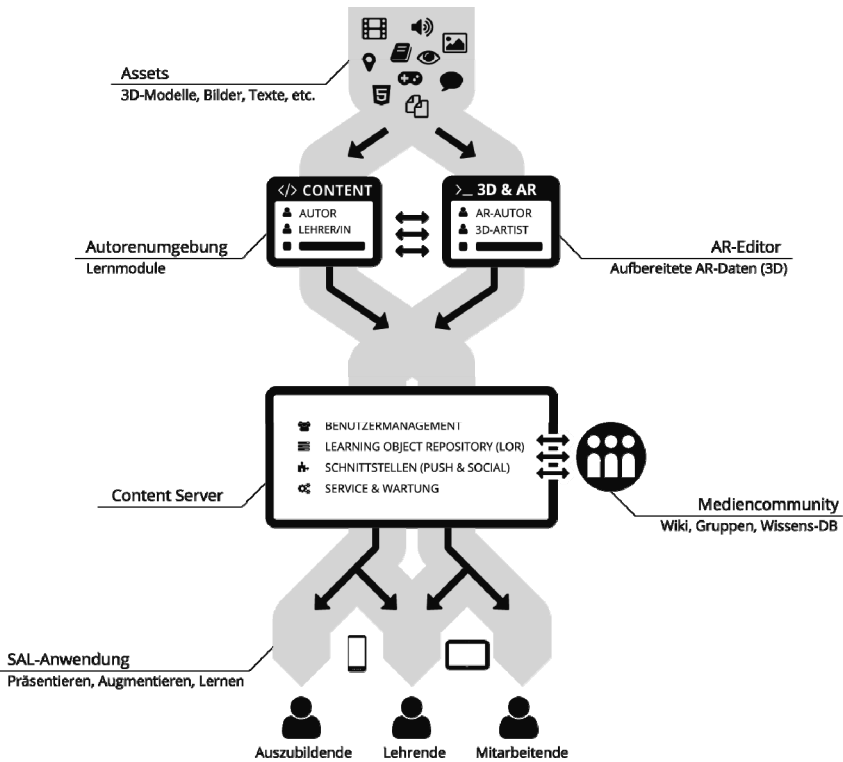 Assets
3D-Modelle, Bilder, Texte, etc.
</> CONTENT
AUTOR
LEHRER/IN
>_ 3D & AR
AR-AUTOR
3D-ARTIST
Autorenumgebung
Lernmodule
AR-Editor
Aufbereitete AR-Daten (3D)
BENUTZERMANAGEMENT
LEARNING OBJECT REPOSITORY (LOR)
SCHNITTSTELLEN (PUSH & SOCIAL)
SERVICE & WARTUNG
Content Server
Mediencommunity
Wiki, Gruppen, Wissens-DB
SAL-Anwendung
Präsentieren, Augmentieren, Lernen
Auszubildende
Lehrende
Mitarbeitende